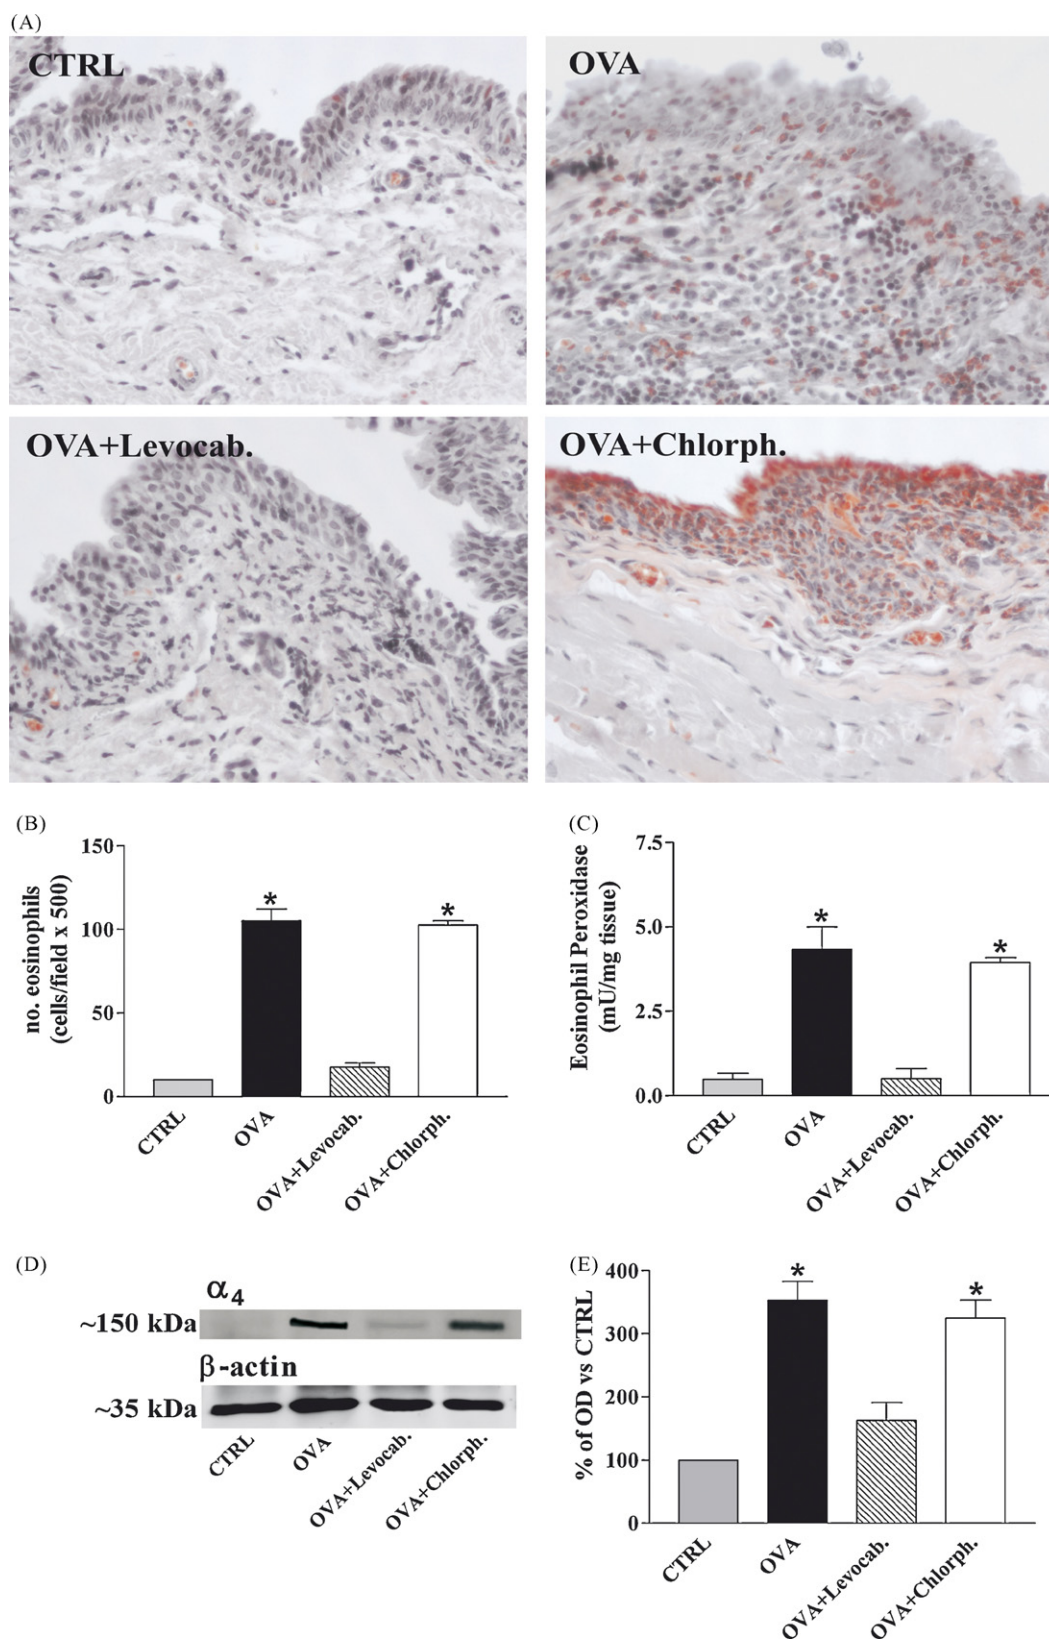 (A)
CTRL
OVA
OVA+Levocab.
OVA+Chlorph.
(B)
no. eosinophils
(cells/field x 500)
150
100
50
0
*
*
CTRL
OVA
OVA+Levocab.
OVA+Chlorph.
(C)
Eosinophil Peroxidase
(mU/mg tissue)
7.5
5.0
2.5
0.0
*
*
CTRL
OVA
OVA+Levocab.
OVA+Chlorph.
(D)
α4
~150 kDa
β-actin
~35 kDa
CTRL
OVA
OVA+Levocab.
OVA+Chlorph.
(E)
% of OD vs CTRL
400
300
200
100
0
*
*
CTRL
OVA
OVA+Levocab.
OVA+Chlorph.